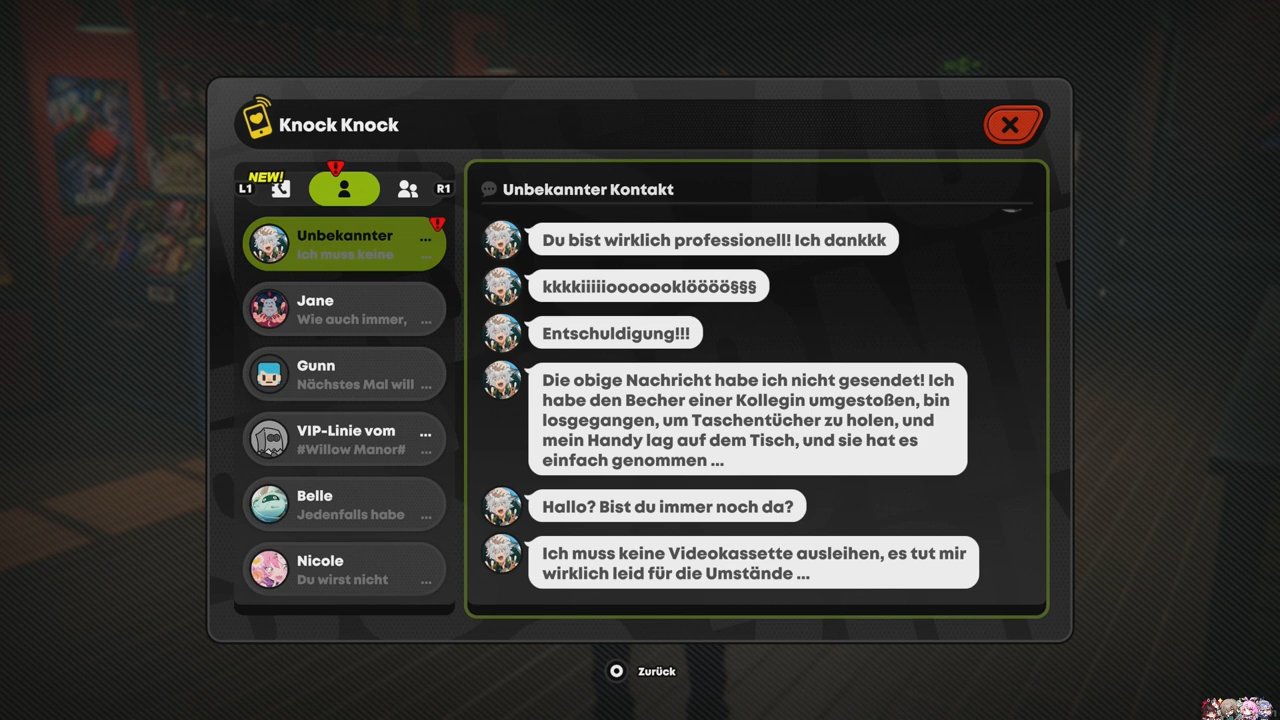 Knock Knock
NEW!
L1
R1
Unbekannter ...
Ich muss keine ...
Jane
Wie auch immer, ...
Gunn
Nächstes Mal will ...
VIP-Linie vom ...
#Willow Manor# ...
Belle
Jedenfalls habe ...
Nicole
Du wirst nicht ...
Unbekannter Kontakt
Du bist wirklich professionell! Ich dankkk
kkkkiiiiioooooooklöööö§§§
Entschuldigung!!!
Die obige Nachricht habe ich nicht gesendet! Ich
habe den Becher einer Kollegin umgestoßen, bin
losgegangen, um Taschentücher zu holen, und
mein Handy lag auf dem Tisch, und sie hat es
einfach genommen ...
Hallo? Bist du immer noch da?
Ich muss keine Videokassette ausleihen, es tut mir
wirklich leid für die Umstände ...
Zurück